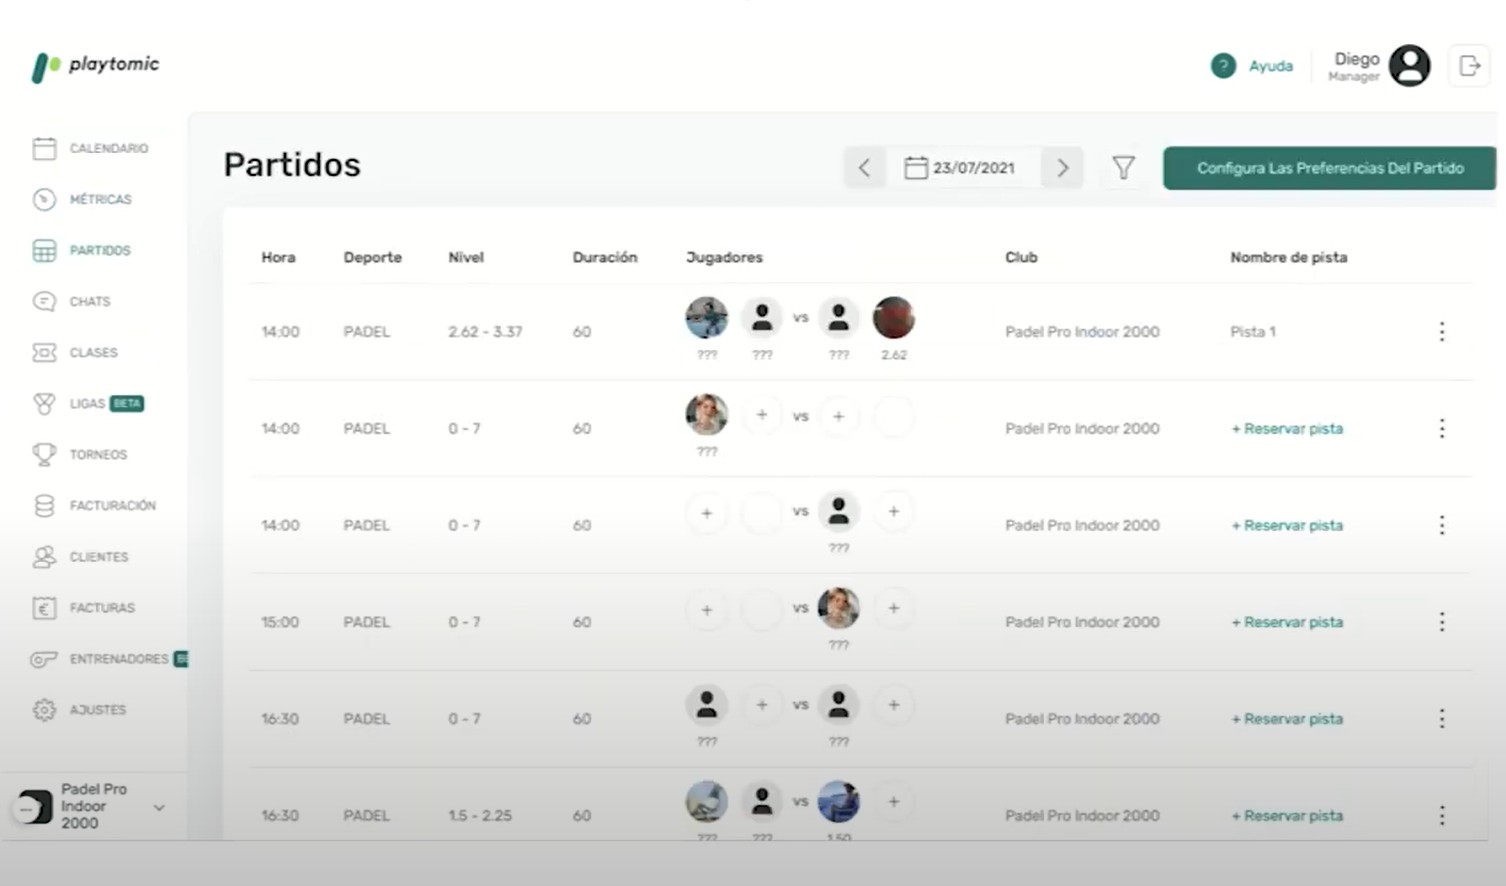 playtomic
? Ayuda
Diego
Manager
CALENDARIO
MÉTRICAS
PARTIDOS
CHATS
CLASES
LIGAS BETA
TORNEOS
FACTURACIÓN
CLIENTES
FACTURAS
ENTRENADORES
AJUSTES
Padel Pro
Indoor
2000
Partidos
23/07/2021
Configura Las Preferencias Del Partido
Hora Deporte Nivel Duración Jugadores Club Nombre de pista
14:00 PADEL 2.62 - 3.37 60 vs Padel Pro Indoor 2000 Pista 1
??? ??? ??? 2.62
14:00 PADEL 0 - 7 60 + vs + Padel Pro Indoor 2000 + Reservar pista
???
14:00 PADEL 0 - 7 60 + vs + Padel Pro Indoor 2000 + Reservar pista
???
15:00 PADEL 0 - 7 60 + vs + Padel Pro Indoor 2000 + Reservar pista
???
16:30 PADEL 0 - 7 60 + vs + Padel Pro Indoor 2000 + Reservar pista
??? ???
16:30 PADEL 1.5 - 2.25 60 vs + Padel Pro Indoor 2000 + Reservar pista
??? ??? 1.50